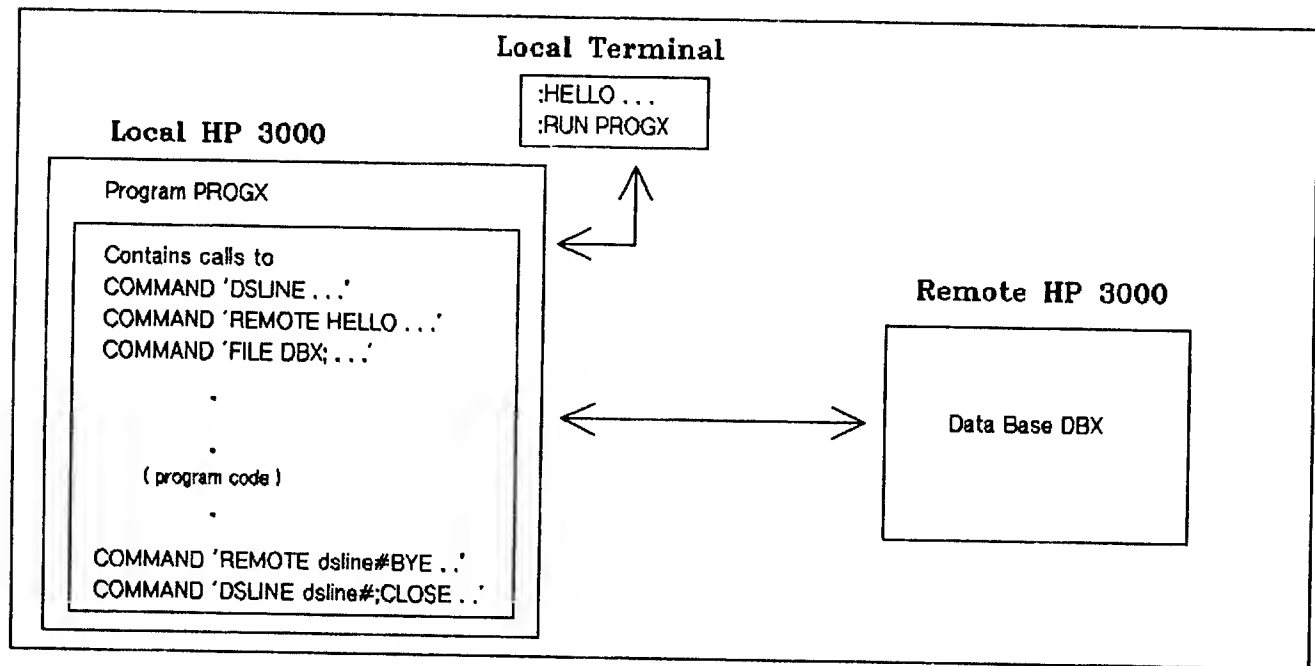 Local Terminal
:HELLO . . .
:RUN PROGX
Local HP 3000
Program PROGX
Contains calls to
COMMAND 'DSLINE . . .'
COMMAND 'REMOTE HELLO . . .'
COMMAND 'FILE DBX; . . .'
.
.
( program code )
.
COMMAND 'REMOTE dsline#BYE . .'
COMMAND 'DSLINE dsline#;CLOSE . .'
Remote HP 3000
Data Base DBX